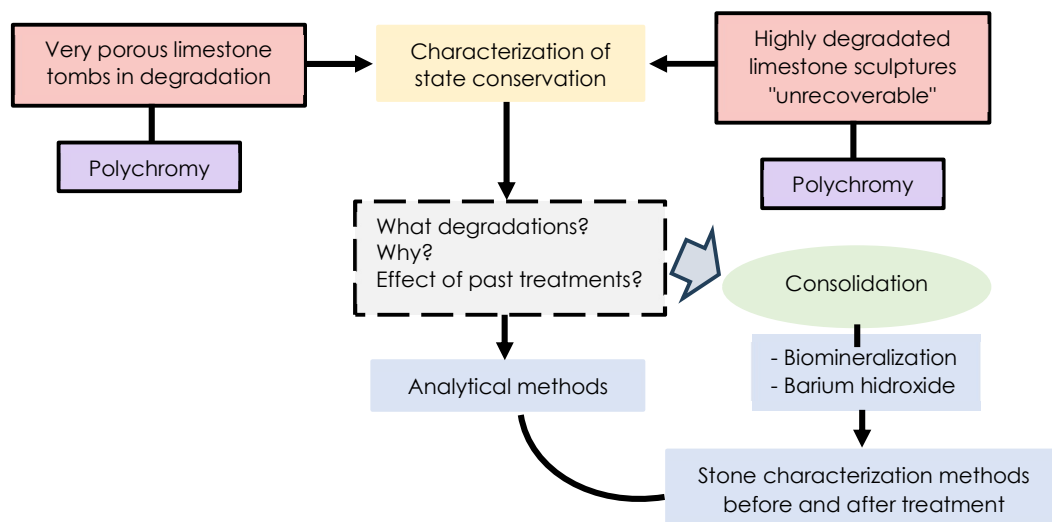 Very porous limestone
tombs in degradation
Characterization of
state conservation
Highly degradated
limestone sculptures
"unrecoverable"
Polychromy
Polychromy
What degradations?
Why?
Effect of past treatments?
Consolidation
Analytical methods
- Biomineralization
- Barium hidroxide
Stone characterization methods
before and after treatment